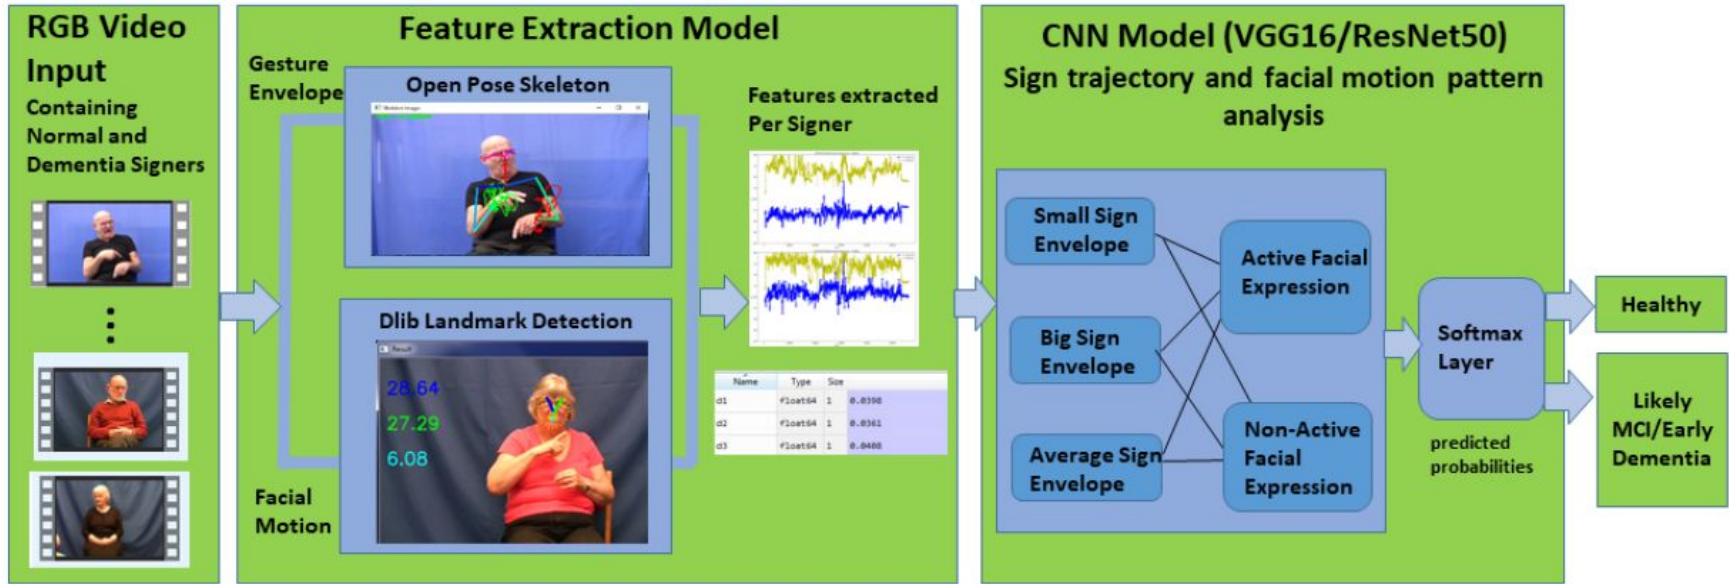 RGB Video
Input
Containing
Normal and
Dementia Signers
Feature Extraction Model
Gesture
Envelope
Open Pose Skeleton
Dlib Landmark Detection
Result
28.64
27.29
6.08
Facial
Motion
Features extracted
Per Signer
Name Type Size
d1 float64 1 0.0398
d2 float64 1 0.0361
d3 float64 1 0.0408
CNN Model (VGG16/ResNet50)
Sign trajectory and facial motion pattern
analysis
Small Sign
Envelope
Big Sign
Envelope
Average Sign
Envelope
Active Facial
Expression
Non-Active
Facial
Expression
Softmax
Layer
predicted
probabilities
Healthy
Likely
MCI/Early
Dementia